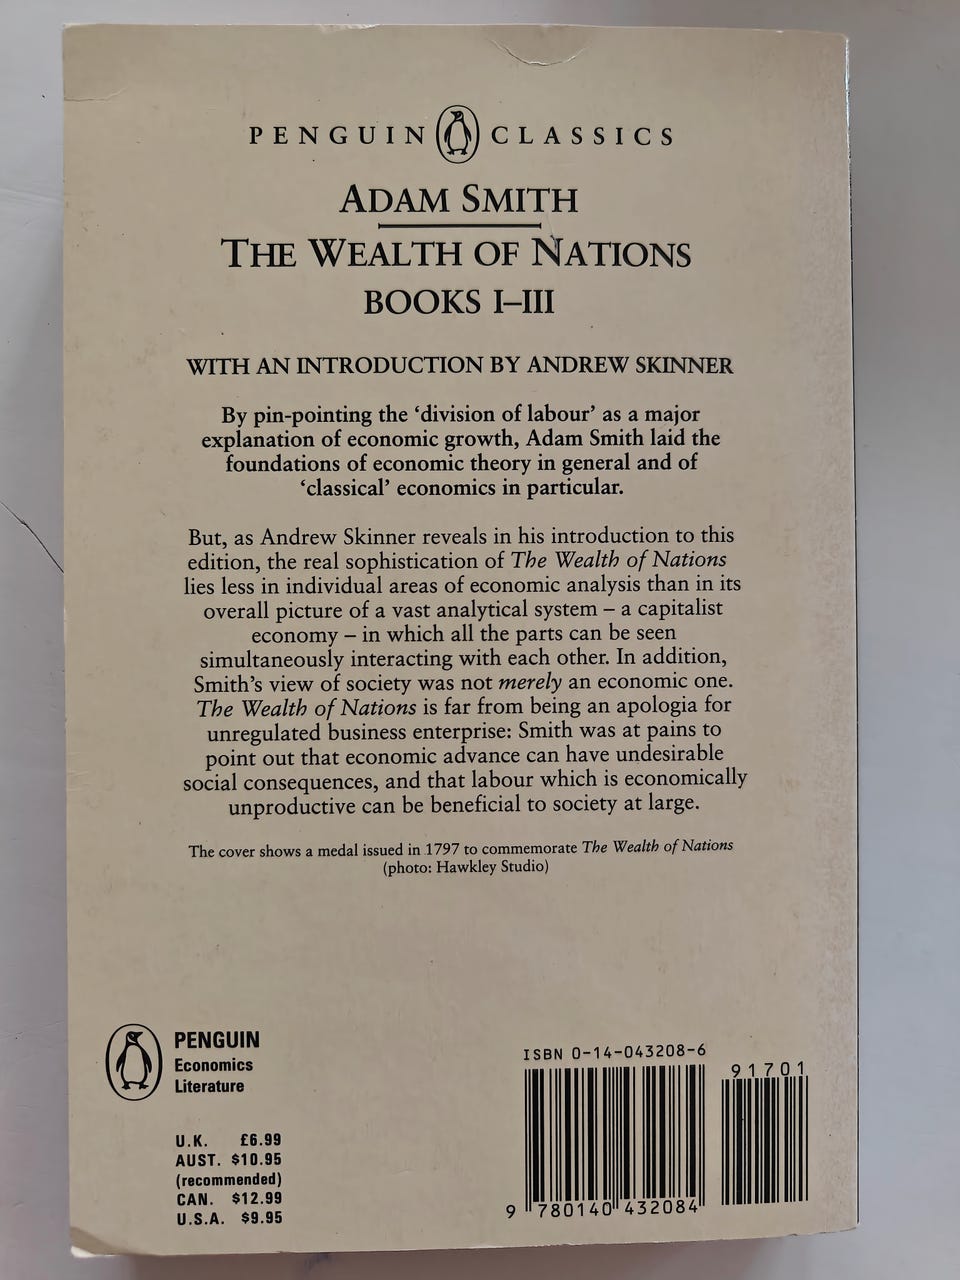 PENGUIN CLASSICS
ADAM SMITH
THE WEALTH OF NATIONS
BOOKS I–III
WITH AN INTRODUCTION BY ANDREW SKINNER
By pin-pointing the ‘division of labour’ as a major
explanation of economic growth, Adam Smith laid the
foundations of economic theory in general and of
‘classical’ economics in particular.
But, as Andrew Skinner reveals in his introduction to this
edition, the real sophistication of The Wealth of Nations
lies less in individual areas of economic analysis than in its
overall picture of a vast analytical system – a capitalist
economy – in which all the parts can be seen
simultaneously interacting with each other. In addition,
Smith’s view of society was not merely an economic one.
The Wealth of Nations is far from being an apologia for
unregulated business enterprise: Smith was at pains to
point out that economic advance can have undesirable
social consequences, and that labour which is economically
unproductive can be beneficial to society at large.
The cover shows a medal issued in 1797 to commemorate The Wealth of Nations
(photo: Hawkley Studio)
PENGUIN
Economics
Literature
U.K. £6.99
AUST. $10.95
(recommended)
CAN. $12.99
U.S.A. $9.95
ISBN 0-14-043208-6
91701
9 780140 432084